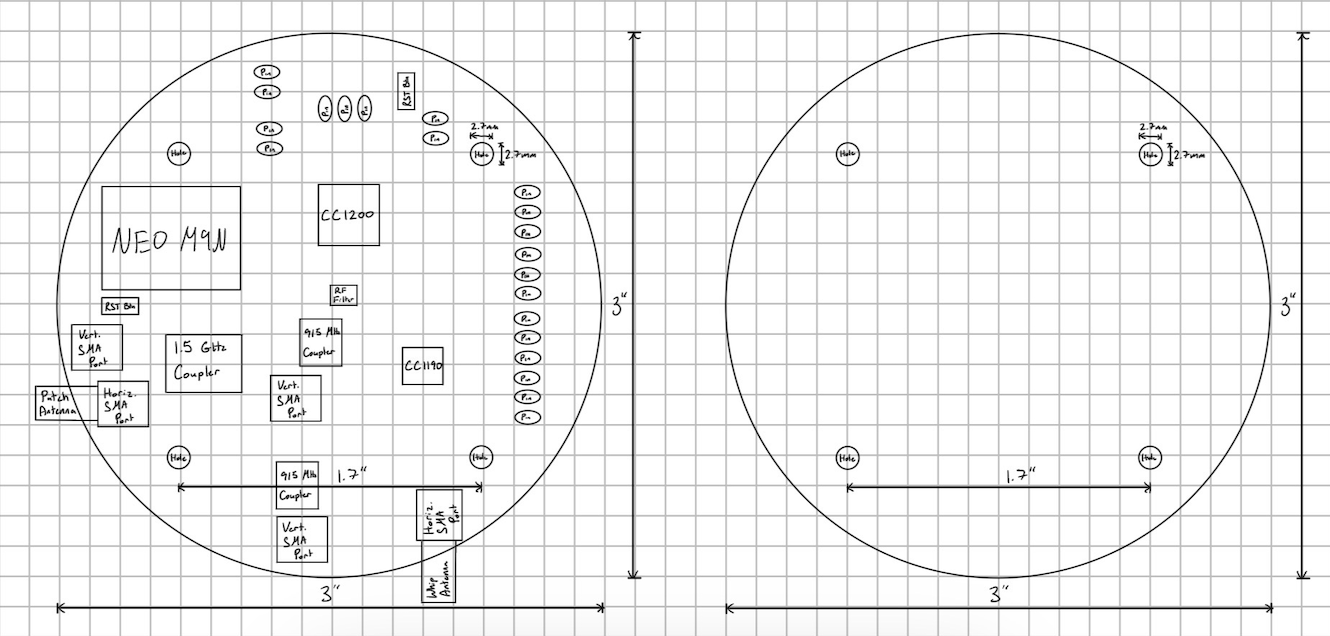 Pin
Pin
Pin
Pin
Pin
Pin
Pin
RST Btn
Pin
Pin
Hole
2.7mm
Hole
2.7mm
NEO M9N
CC1200
Pin
Pin
Pin
Pin
Pin
Pin
Pin
Pin
Pin
Pin
Pin
Pin
RST Btn
RF
Filter
Vert.
SMA
Port
1.5 GHz
Coupler
915 MHz
Coupler
CC1190
Patch
Antenna
Horiz.
SMA
Port
Vert.
SMA
Port
Hole
Hole
915 MHz
Coupler
1.7"
Vert.
SMA
Port
Horiz.
SMA
Port
Whip
Antenna
3"
3"
Hole
2.7mm
Hole
2.7mm
Hole
Hole
1.7"
3"
3"